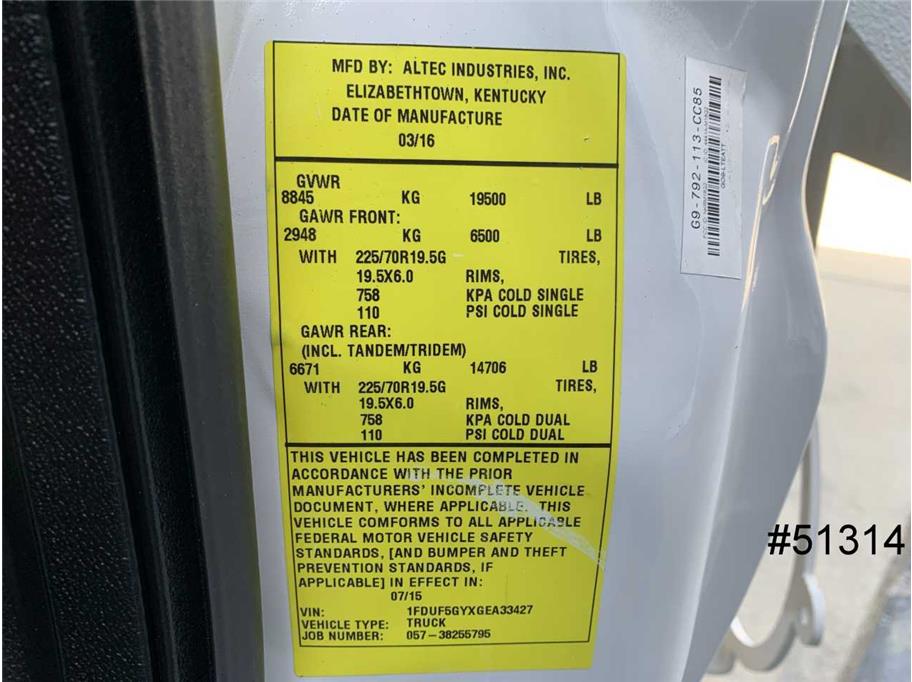 MFD BY: ALTEC INDUSTRIES, INC.
ELIZABETHTOWN, KENTUCKY
DATE OF MANUFACTURE
03/16
GVWR
8845 KG 19500 LB
GAWR FRONT:
2948 KG 6500 LB
WITH 225/70R19.5G TIRES,
19.5X6.0 RIMS,
758 KPA COLD SINGLE
110 PSI COLD SINGLE
GAWR REAR:
(INCL. TANDEM/TRIDEM)
6671 KG 14706 LB
WITH 225/70R19.5G TIRES,
19.5X6.0 RIMS,
758 KPA COLD DUAL
110 PSI COLD DUAL
THIS VEHICLE HAS BEEN COMPLETED IN
ACCORDANCE WITH THE PRIOR
MANUFACTURERS' INCOMPLETE VEHICLE
DOCUMENT, WHERE APPLICABLE. THIS
VEHICLE COMFORMS TO ALL APPLICABLE
FEDERAL MOTOR VEHICLE SAFETY
STANDARDS, [AND BUMPER AND THEFT
PREVENTION STANDARDS, IF
APPLICABLE] IN EFFECT IN:
07/15
VIN: 1FDUF5GYXGEA33427
VEHICLE TYPE: TRUCK
JOB NUMBER: 057-38255795
G9-792-113-CC85
#51314